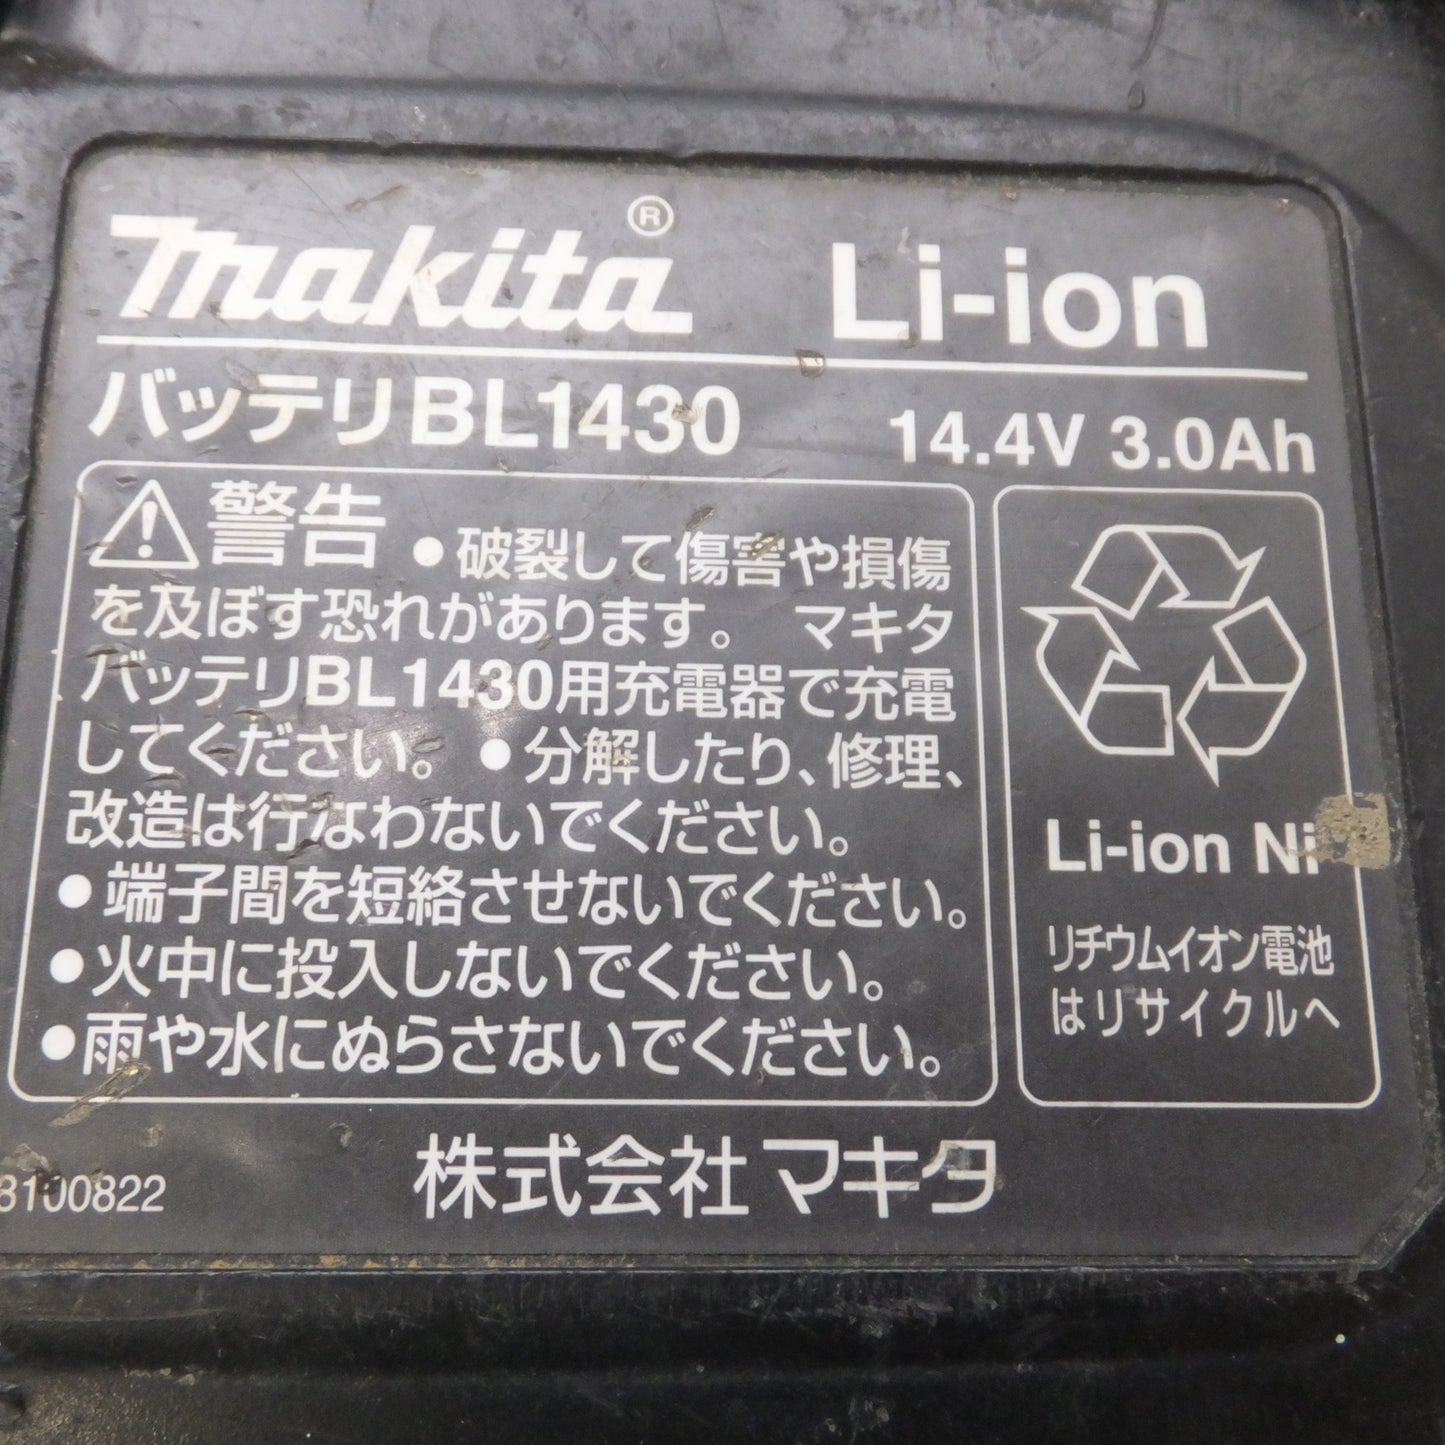 makita® Li-ion
バッテリBL1430 14.4V 3.0Ah
警告 ●破裂して傷害や損傷
を及ぼす恐れがあります。 マキタ
バッテリBL1430用充電器で充電
してください。 ●分解したり、修理、
改造は行なわないでください。
●端子間を短絡させないでください。
●火中に投入しないでください。
●雨や水にぬらさないでください。
Li-ion Ni
リチウムイオン電池
はリサイクルへ
株式会社マキタ